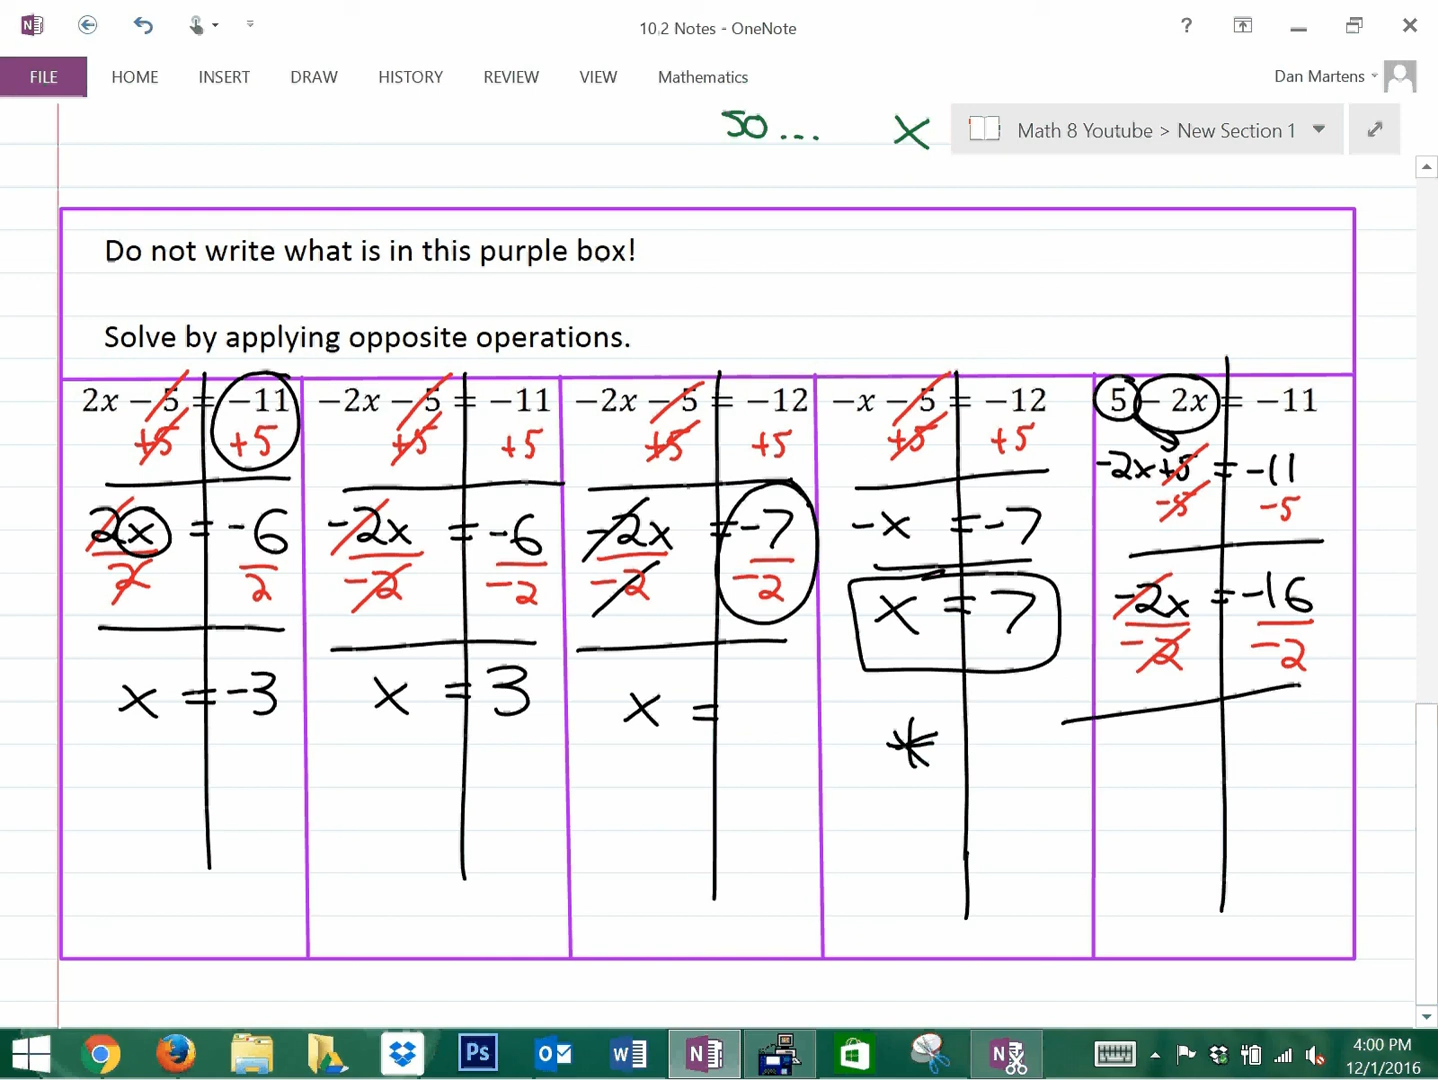 10.2 Notes - OneNote
?
FILE HOME INSERT DRAW HISTORY REVIEW VIEW Mathematics Dan Martens
so... x
Math 8 Youtube > New Section 1
Do not write what is in this purple box!
Solve by applying opposite operations.
2x − 5 = −11
+5 +5
2x = -6
2 2
x = -3
−2x − 5 = −11
+5 +5
-2x = -6
-2 -2
x = 3
−2x − 5 = −12
+5 +5
-2x = -7
-2 -2
x =
−x − 5 = −12
+5 +5
-x = -7
x = 7
*
5 − 2x = −11
-2x+5 = -11
-5 -5
-2x = -16
-2 -2
4:00 PM
12/1/2016